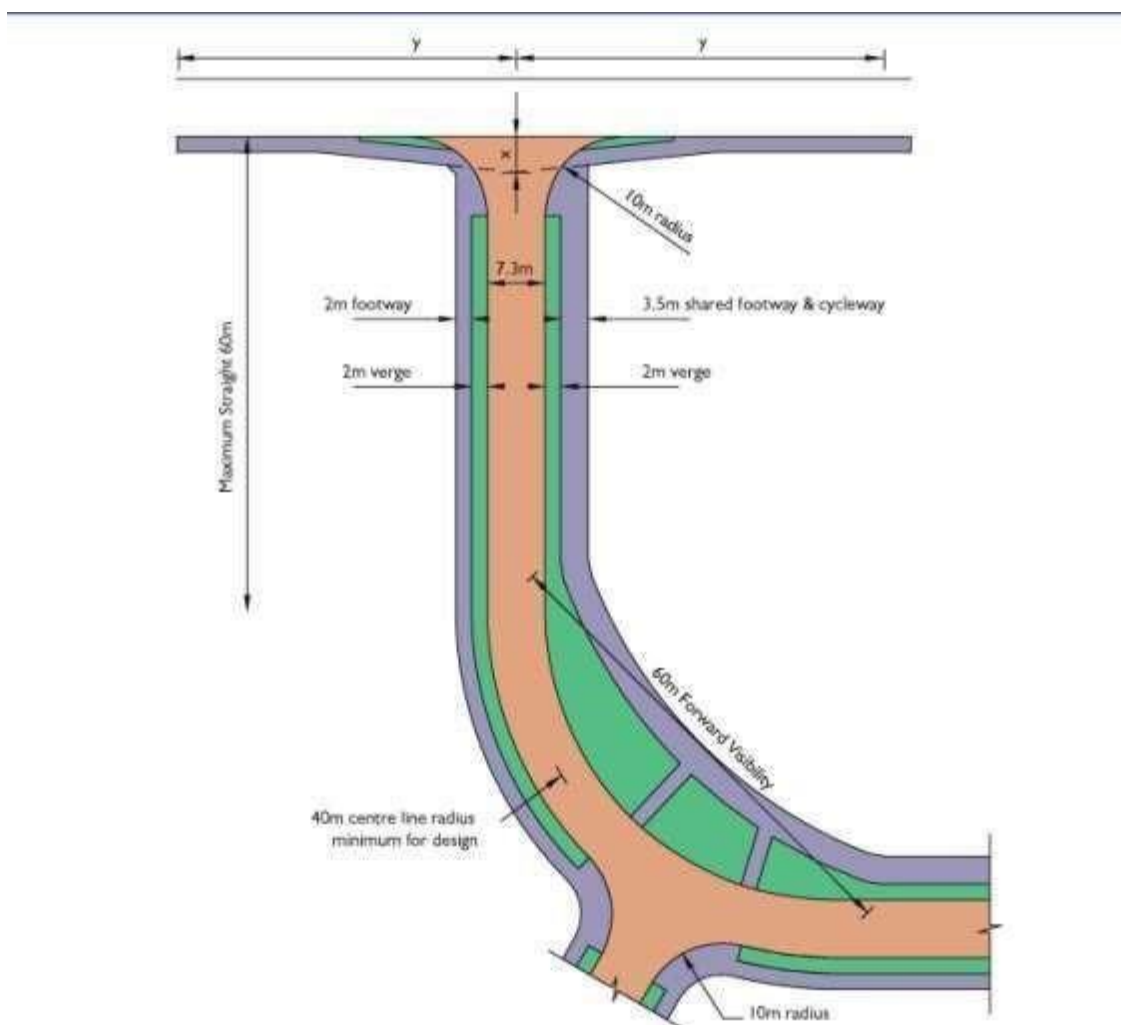 y
y
x
10m radius
7.3m
2m footway
3.5m shared footway & cycleway
2m verge
2m verge
Maximum Straight 60m
60m Forward Visibility
40m centre line radius
minimum for design
10m radius